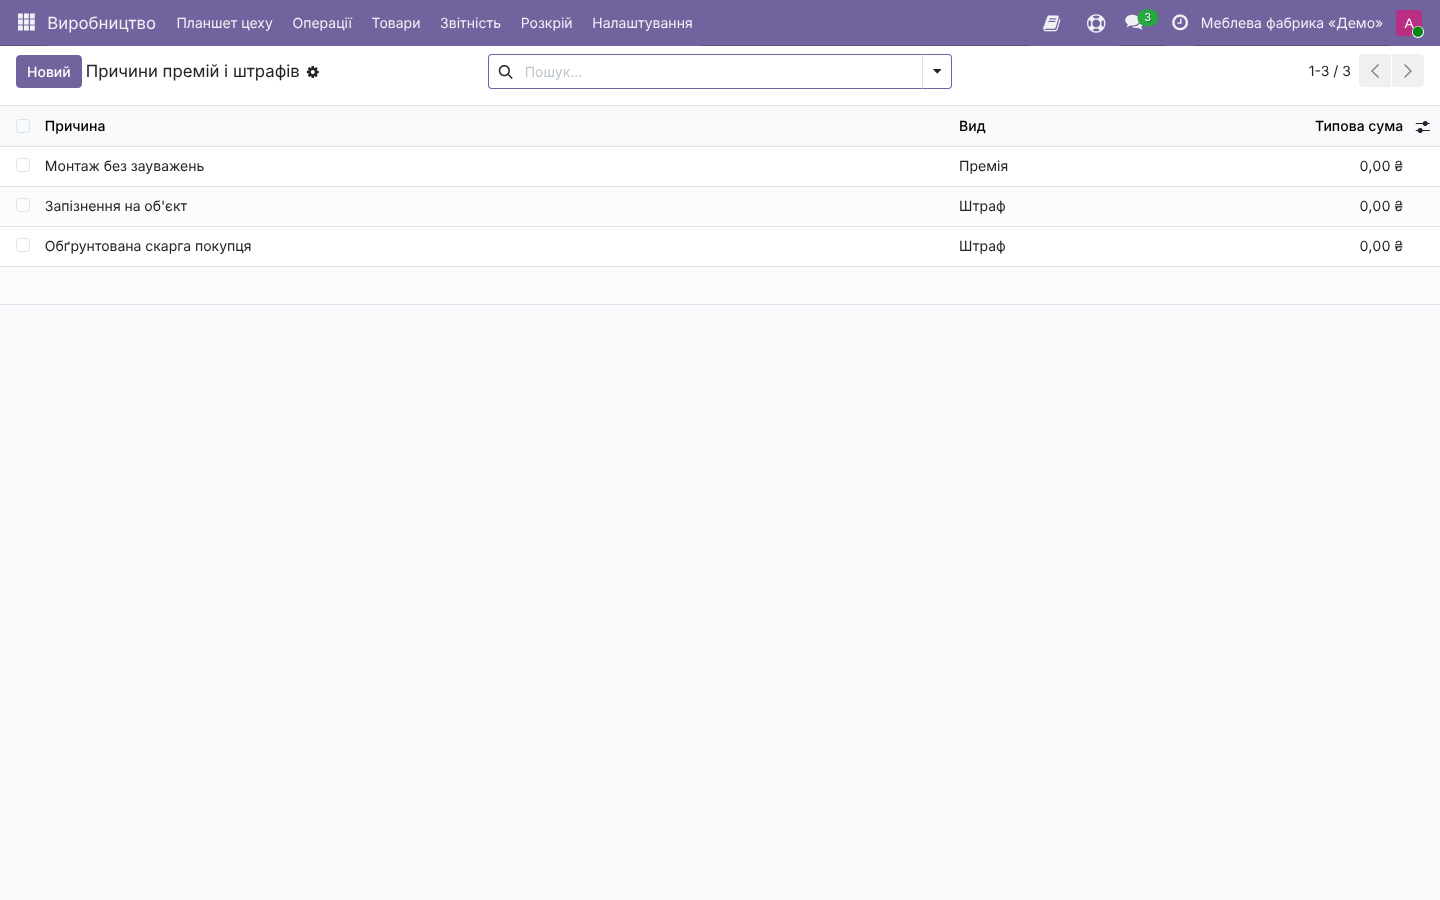 Виробництво Планшет цеху Операції Товари Звітність Розкрій Налаштування 3 Меблева фабрика «Демо» A
Новий Причини премій і штрафів Пошук... 1-3 / 3
Причина Вид Типова сума
Монтаж без зауважень Премія 0,00 ₴
Запізнення на об'єкт Штраф 0,00 ₴
Обґрунтована скарга покупця Штраф 0,00 ₴